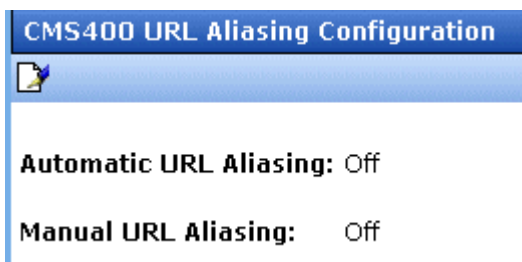 CMS400 URL Aliasing Configuration
Automatic URL Aliasing: Off
Manual URL Aliasing: Off